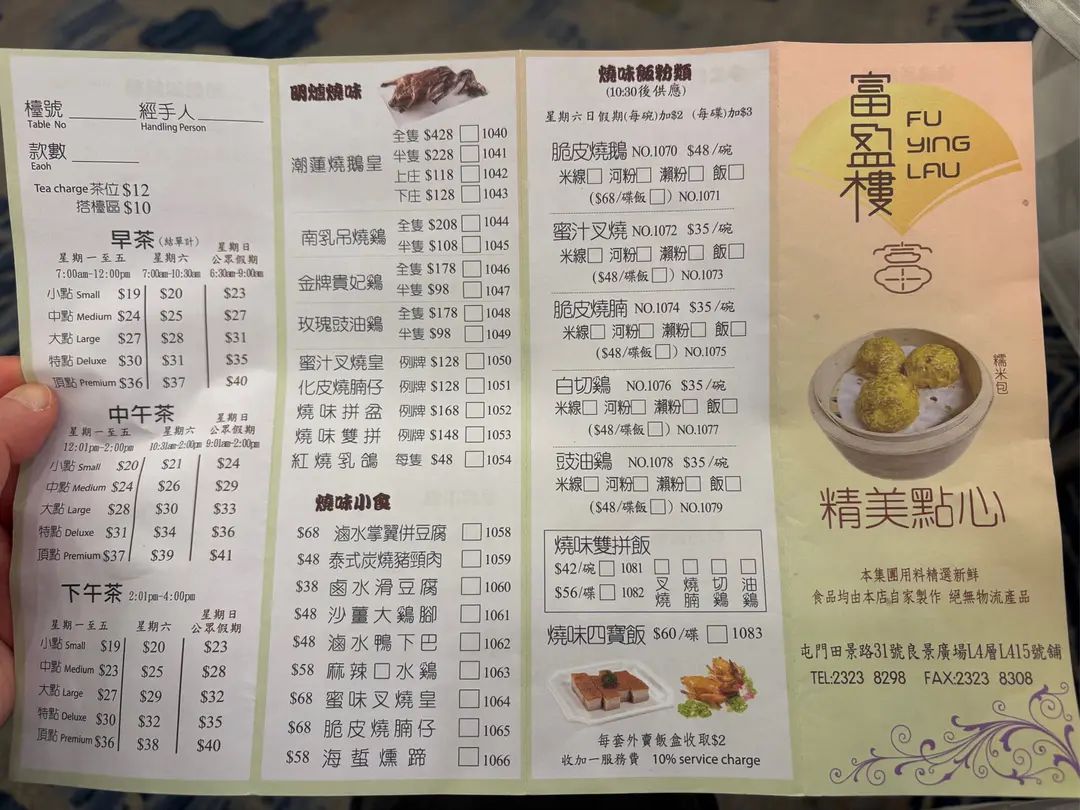 檯號 經手人
Table No Handling Person
款數
Eaoh
Tea charge 茶位 $12
搭檯區 $10
早茶 (結單計)
星期一至五 星期六 星期日 公眾假期
7:00am-12:00pm 7:00am-10:30am 6:30am-9:00am
小點 Small $19 $20 $23
中點 Medium $24 $25 $27
大點 Large $27 $28 $31
特點 Deluxe $30 $31 $35
頂點 Premium $36 $37 $40
中午茶
星期一至五 星期六 星期日 公眾假期
12:01pm-2:00pm 10:31am-2:00pm 9:01am-2:00pm
小點 Small $20 $21 $24
中點 Medium $24 $26 $29
大點 Large $28 $30 $33
特點 Deluxe $31 $34 $36
頂點 Premium $37 $39 $41
下午茶 2:01pm-4:00pm
星期一至五 星期六 星期日 公眾假期
小點 Small $19 $20 $23
中點 Medium $23 $25 $28
大點 Large $27 $29 $32
特點 Deluxe $30 $32 $35
頂點 Premium $36 $38 $40
明爐燒味
潮蓮燒鵝皇
全隻 $428 □ 1040
半隻 $228 □ 1041
上庄 $118 □ 1042
下庄 $128 □ 1043
南乳吊燒鷄
全隻 $208 □ 1044
半隻 $108 □ 1045
金牌貴妃鷄
全隻 $178 □ 1046
半隻 $98 □ 1047
玫瑰豉油鷄
全隻 $178 □ 1048
半隻 $98 □ 1049
蜜汁叉燒皇 例牌 $128 □ 1050
化皮燒腩仔 例牌 $128 □ 1051
燒味拼盆 例牌 $168 □ 1052
燒味雙拼 例牌 $148 □ 1053
紅燒乳鴿 每隻 $48 □ 1054
燒味小食
$68 滷水掌翼併豆腐 □ 1058
$48 泰式炭燒豬頸肉 □ 1059
$38 鹵水滑豆腐 □ 1060
$48 沙薑大鷄腳 □ 1061
$48 滷水鴨下巴 □ 1062
$58 麻辣口水鷄 □ 1063
$68 蜜味叉燒皇 □ 1064
$68 脆皮燒腩仔 □ 1065
$58 海蜇燻蹄 □ 1066
燒味飯粉類
(10:30後供應)
星期六日假期(每碗)加$2 (每碟)加$3
脆皮燒鵝 NO.1070 $48/碗
米線□ 河粉□ 瀨粉□ 飯□
($68/碟飯□) NO.1071
蜜汁叉燒 NO.1072 $35/碗
米線□ 河粉□ 瀨粉□ 飯□
($48/碟飯□) NO.1073
脆皮燒腩 NO.1074 $35/碗
米線□ 河粉□ 瀨粉□ 飯□
($48/碟飯□) NO.1075
白切鷄 NO.1076 $35/碗
米線□ 河粉□ 瀨粉□ 飯□
($48/碟飯□) NO.1077
豉油鷄 NO.1078 $35/碗
米線□ 河粉□ 瀨粉□ 飯□
($48/碟飯□) NO.1079
燒味雙拼飯
$42/碗 □ 1081 □ □ □ □
$56/碟 □ 1082 叉燒 燒腩 切鷄 油鷄
燒味四寶飯 $60/碟 □ 1083
每套外賣飯盒收取$2
收加一服務費 10% service charge
富盈樓
FU
YING
LAU
糯米包
精美點心
本集團用料精選新鮮
食品均由本店自家製作 絕無物流產品
屯門田景路31號良景廣場L4層L415號舖
TEL:2323 8298 FAX:2323 8308